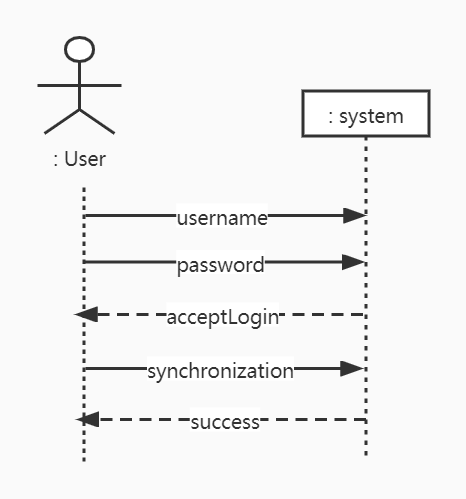 : User
: system
username
password
acceptLogin
synchronization
success